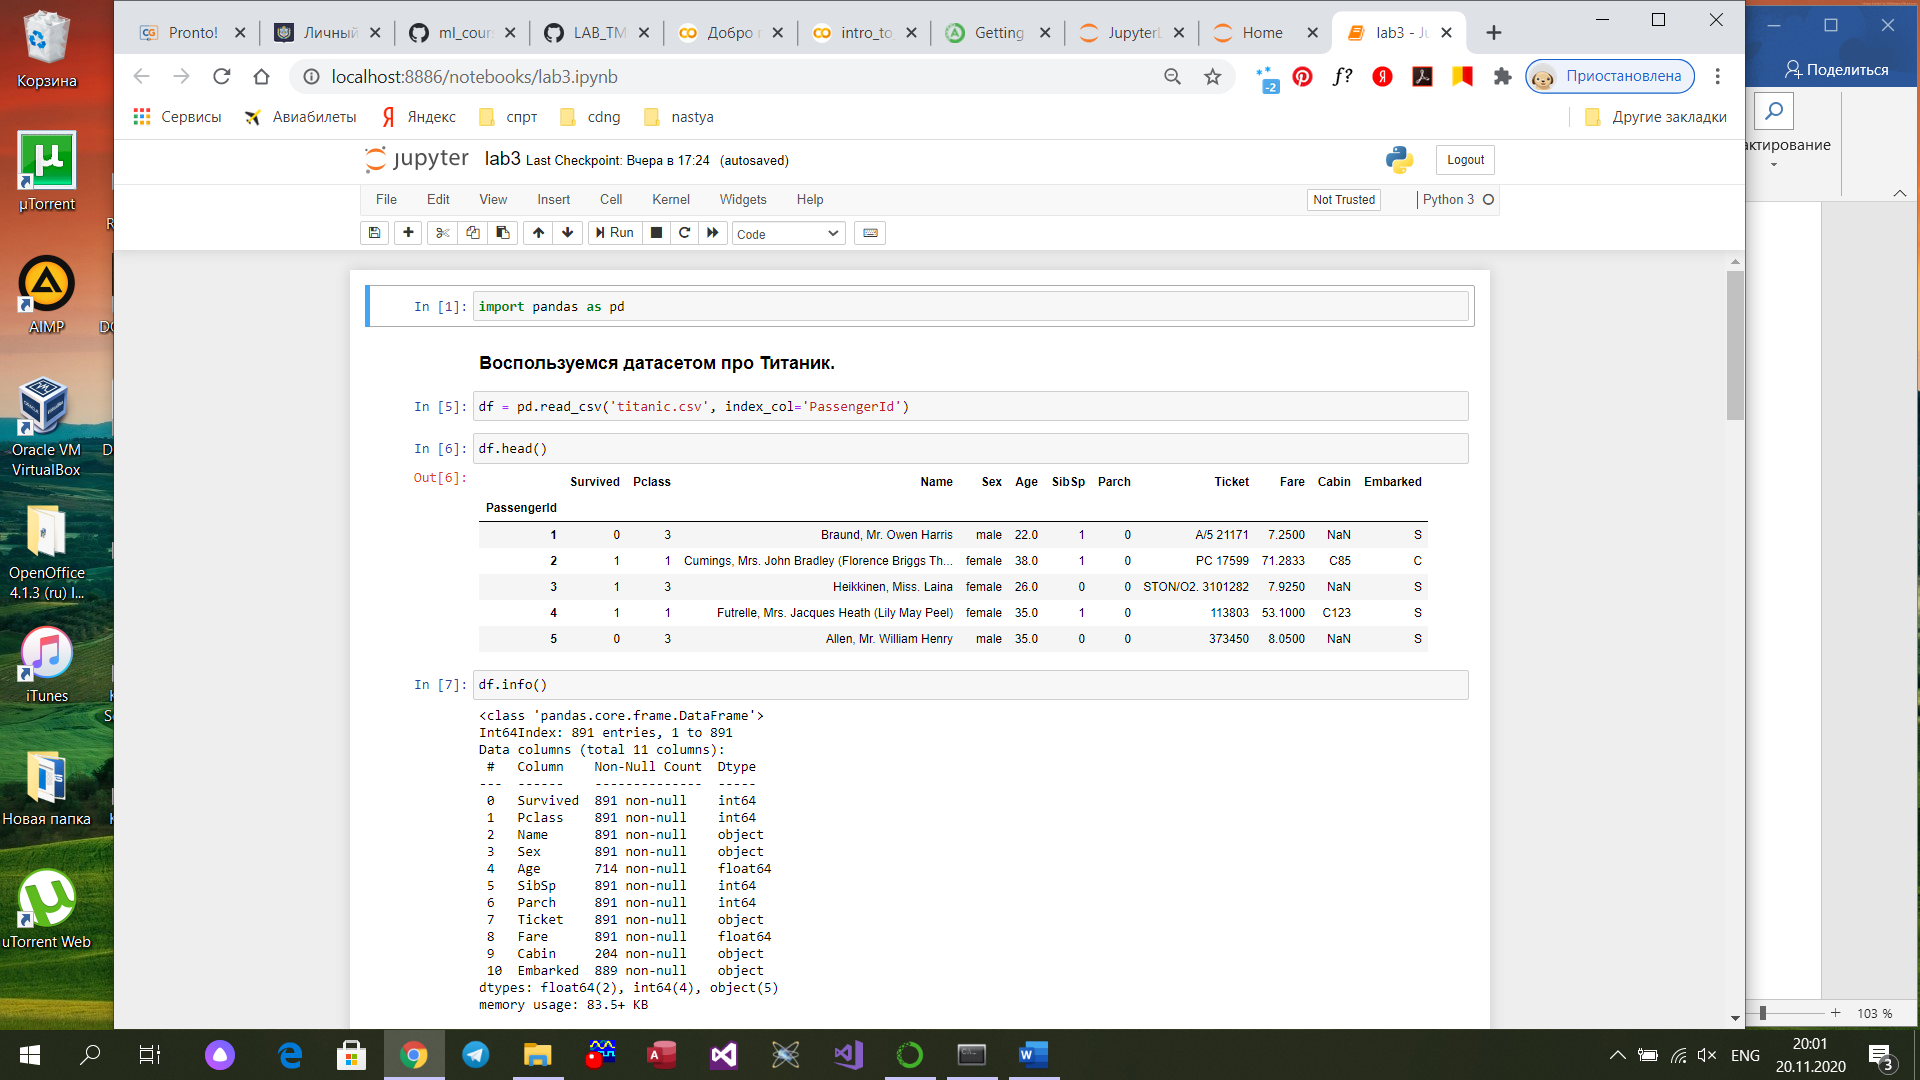 Pronto!
Личный
ml_cour
LAB_TM
Добро
intro_to
Getting
JupyterL
Home
lab3 - Ju
localhost:8886/notebooks/lab3.ipynb
-2
f?
Приостановлена
Сервисы
Авиабилеты
Яндекс
спрт
cdng
nastya
Другие закладки
jupyter
lab3 Last Checkpoint: Вчера в 17:24 (autosaved)
Logout
File Edit View Insert Cell Kernel Widgets Help
Not Trusted
Python 3
Run
Code
In [1]: import pandas as pd
Воспользуемся датасетом про Титаник.
In [5]: df = pd.read_csv('titanic.csv', index_col='PassengerId')
In [6]: df.head()
Out[6]:
Survived Pclass Name Sex Age SibSp Parch Ticket Fare Cabin Embarked
PassengerId
1 0 3 Braund, Mr. Owen Harris male 22.0 1 0 A/5 21171 7.2500 NaN S
2 1 1 Cumings, Mrs. John Bradley (Florence Briggs Th... female 38.0 1 0 PC 17599 71.2833 C85 C
3 1 3 Heikkinen, Miss. Laina female 26.0 0 0 STON/O2. 3101282 7.9250 NaN S
4 1 1 Futrelle, Mrs. Jacques Heath (Lily May Peel) female 35.0 1 0 113803 53.1000 C123 S
5 0 3 Allen, Mr. William Henry male 35.0 0 0 373450 8.0500 NaN S
In [7]: df.info()
<class 'pandas.core.frame.DataFrame'>
Int64Index: 891 entries, 1 to 891
Data columns (total 11 columns):
# Column Non-Null Count Dtype
--- ------ -------------- -----
0 Survived 891 non-null int64
1 Pclass 891 non-null int64
2 Name 891 non-null object
3 Sex 891 non-null object
4 Age 714 non-null float64
5 SibSp 891 non-null int64
6 Parch 891 non-null int64
7 Ticket 891 non-null object
8 Fare 891 non-null float64
9 Cabin 204 non-null object
10 Embarked 889 non-null object
dtypes: float64(2), int64(4), object(5)
memory usage: 83.5+ KB
Корзина
µTorrent
AIMP
Oracle VM
VirtualBox
OpenOffice
4.1.3 (ru) I...
iTunes
Новая папка
uTorrent Web
Поделиться
актирование
103 %
ENG
20:01
20.11.2020
3